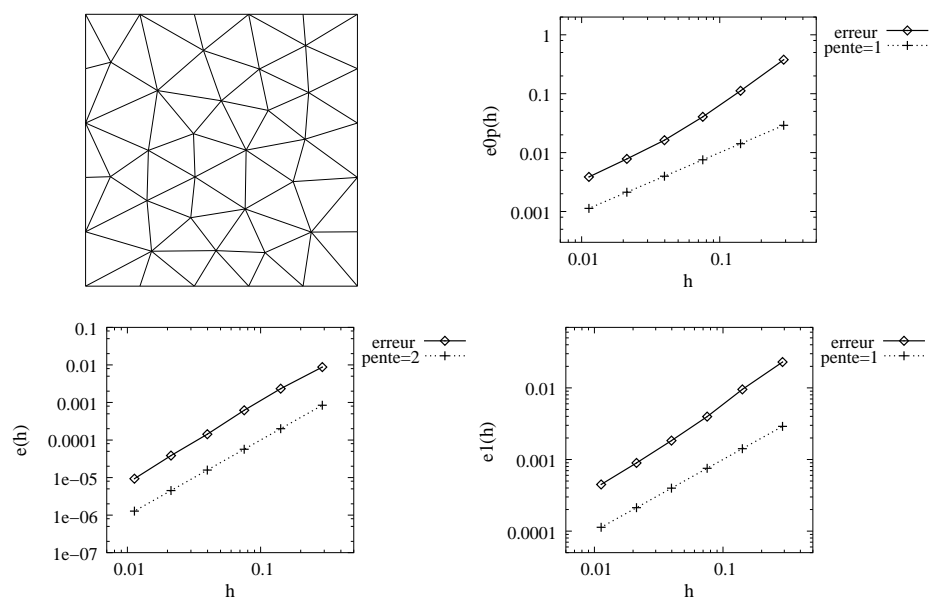 1
0.1
0.01
0.001
0.01
0.1
e0p(h)
h
erreur
pente=1
0.1
0.01
0.001
0.0001
1e−05
1e−06
1e−07
0.01
0.1
e(h)
h
erreur
pente=2
0.01
0.001
0.0001
0.01
0.1
e1(h)
h
erreur
pente=1